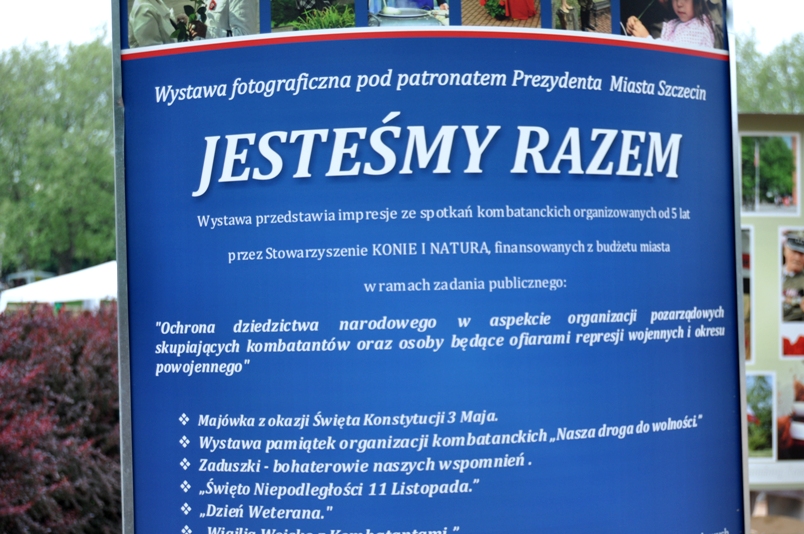 Wystawa fotograficzna pod patronatem Prezydenta Miasta Szczecin
JESTEŚMY RAZEM
Wystawa przedstawia impresje ze spotkań kombatanckich organizowanych od 5 lat
przez Stowarzyszenie KONIE I NATURA, finansowanych z budżetu miasta
w ramach zadania publicznego:
"Ochrona dziedzictwa narodowego w aspekcie organizacji pozarządowych
skupiających kombatantów oraz osoby będące ofiarami represji wojennych i okresu
powojennego"
❖ Majówka z okazji Święta Konstytucji 3 Maja.
❖ Wystawa pamiątek organizacji kombatanckich „Nasza droga do wolności."
❖ Zaduszki - bohaterowie naszych wspomnień .
❖ „Święto Niepodległości 11 Listopada.”
❖ „Dzień Weterana."
„Wigilia Wojska z Kombatantami.”